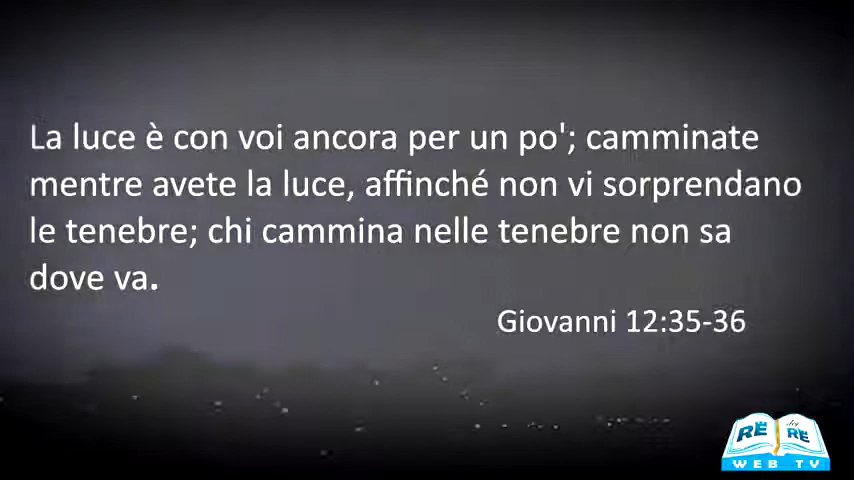 La luce è con voi ancora per un po'; camminate
mentre avete la luce, affinché non vi sorprendano
le tenebre; chi cammina nelle tenebre non sa
dove va.
Giovanni 12:35-36
RE dei RE
WEB TV